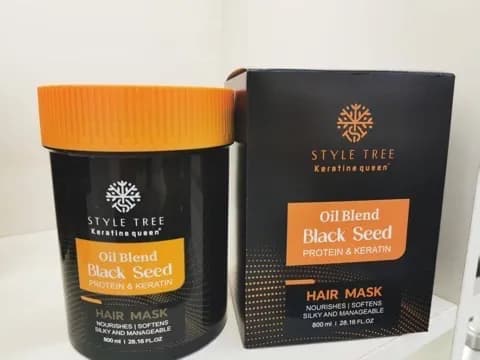 STYLE TREE
Keratine queen
Oil Blend
Black Seed
PROTEIN & KERATIN
HAIR MASK
NOURISHES | SOFTENS
SILKY AND MANAGEABLE
800 ml | 28.16 FL.OZ
STYLE TREE
Keratine queen
Oil Blend
Black Seed
PROTEIN & KERATIN
HAIR MASK
NOURISHES | SOFTENS
SILKY AND MANAGEABLE
800 ml | 28.16 FL.OZ